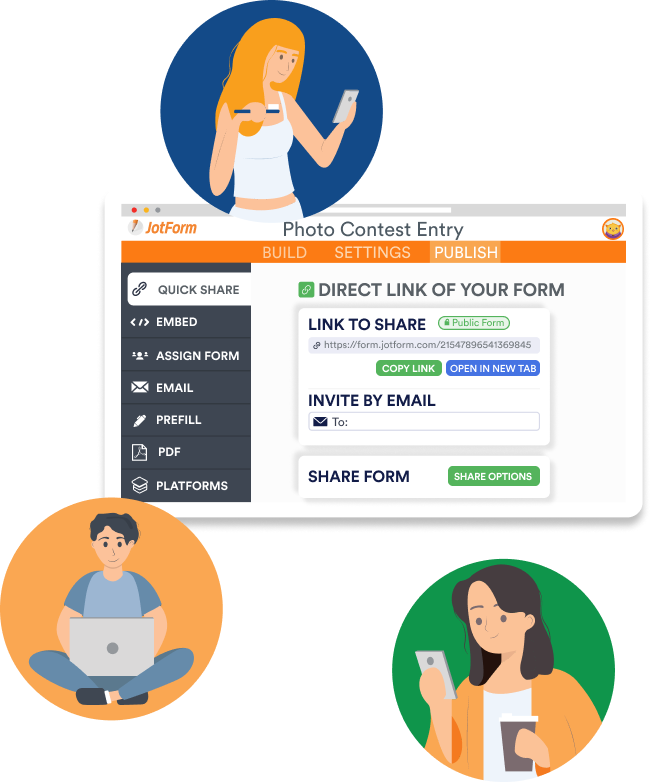 JotForm
Photo Contest Entry
BUILD SETTINGS PUBLISH
QUICK SHARE
EMBED
ASSIGN FORM
EMAIL
PREFILL
PDF
PLATFORMS
DIRECT LINK OF YOUR FORM
LINK TO SHARE Public Form
https://form.jotform.com/21547896541369845
COPY LINK OPEN IN NEW TAB
INVITE BY EMAIL
To:
SHARE FORM SHARE OPTIONS